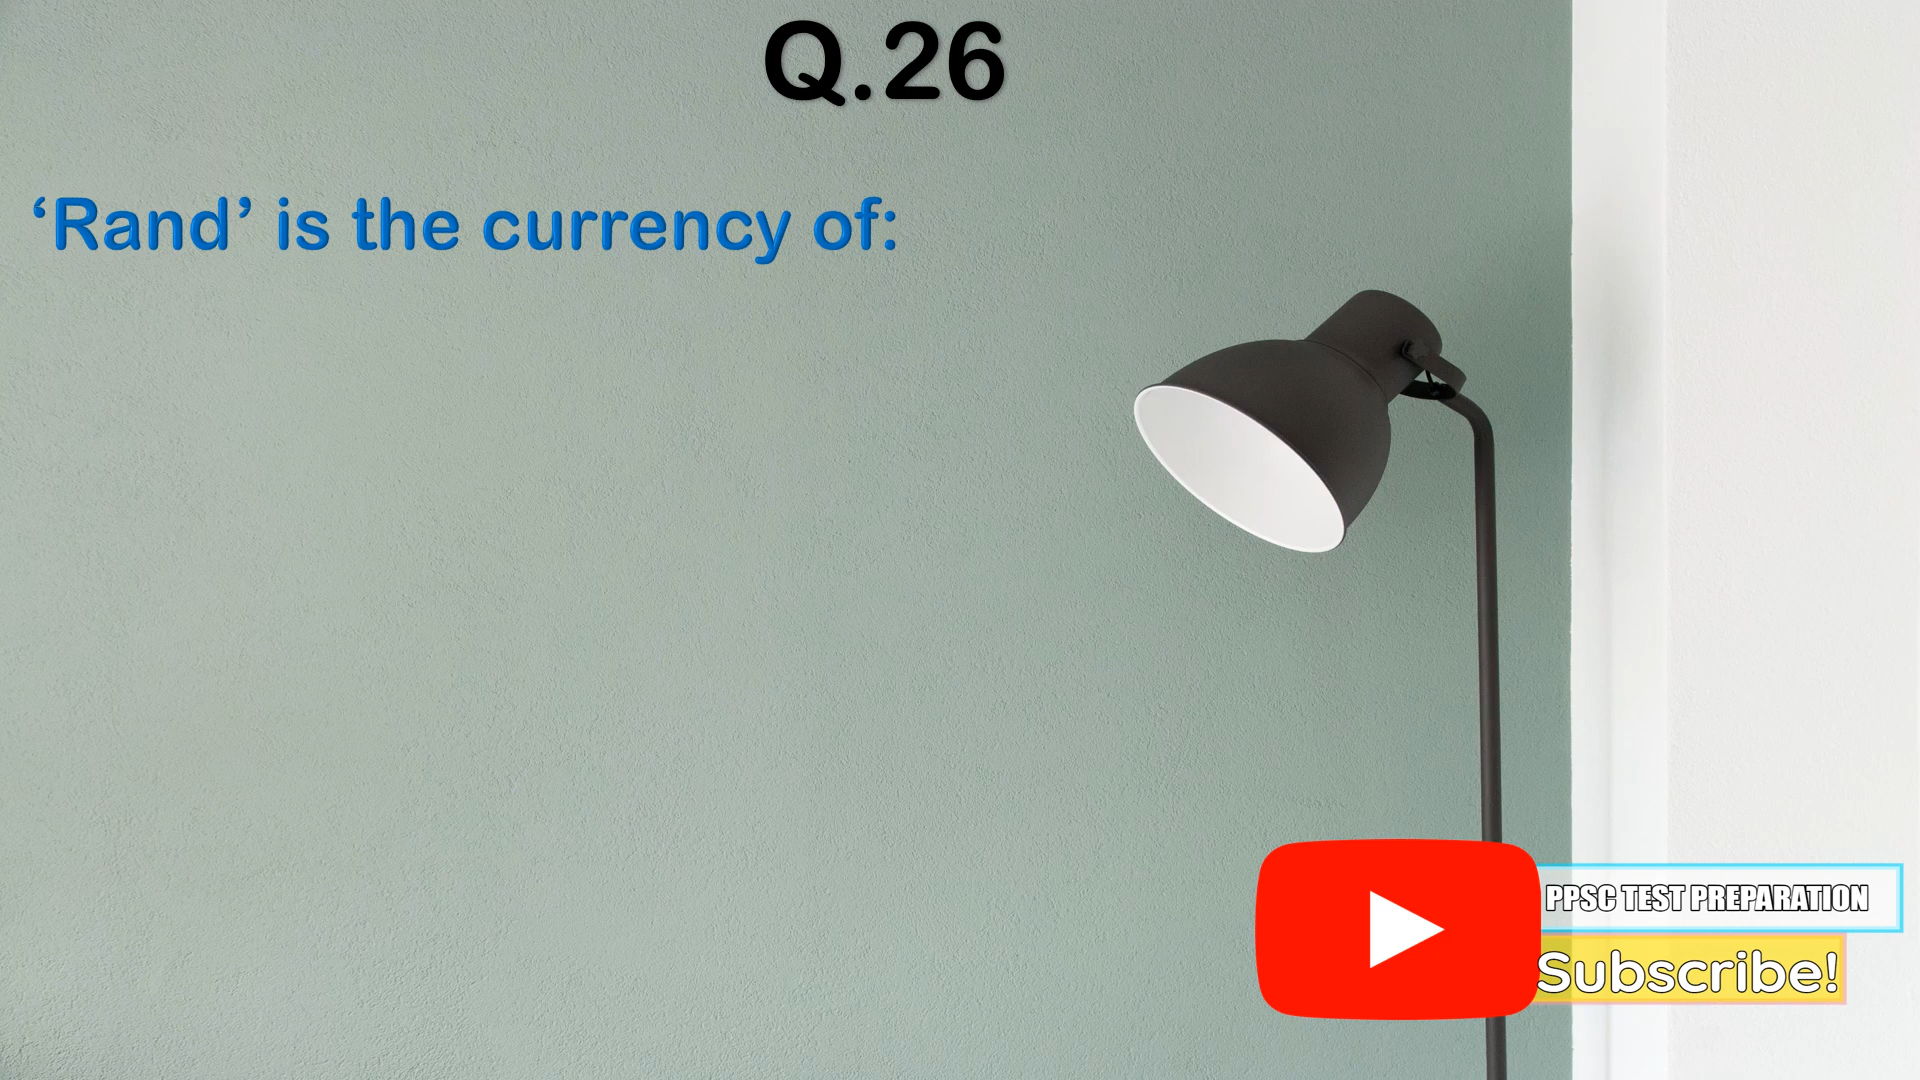 Q.26
‘Rand’ is the currency of:
PPSC TEST PREPARATION
Subscribe!